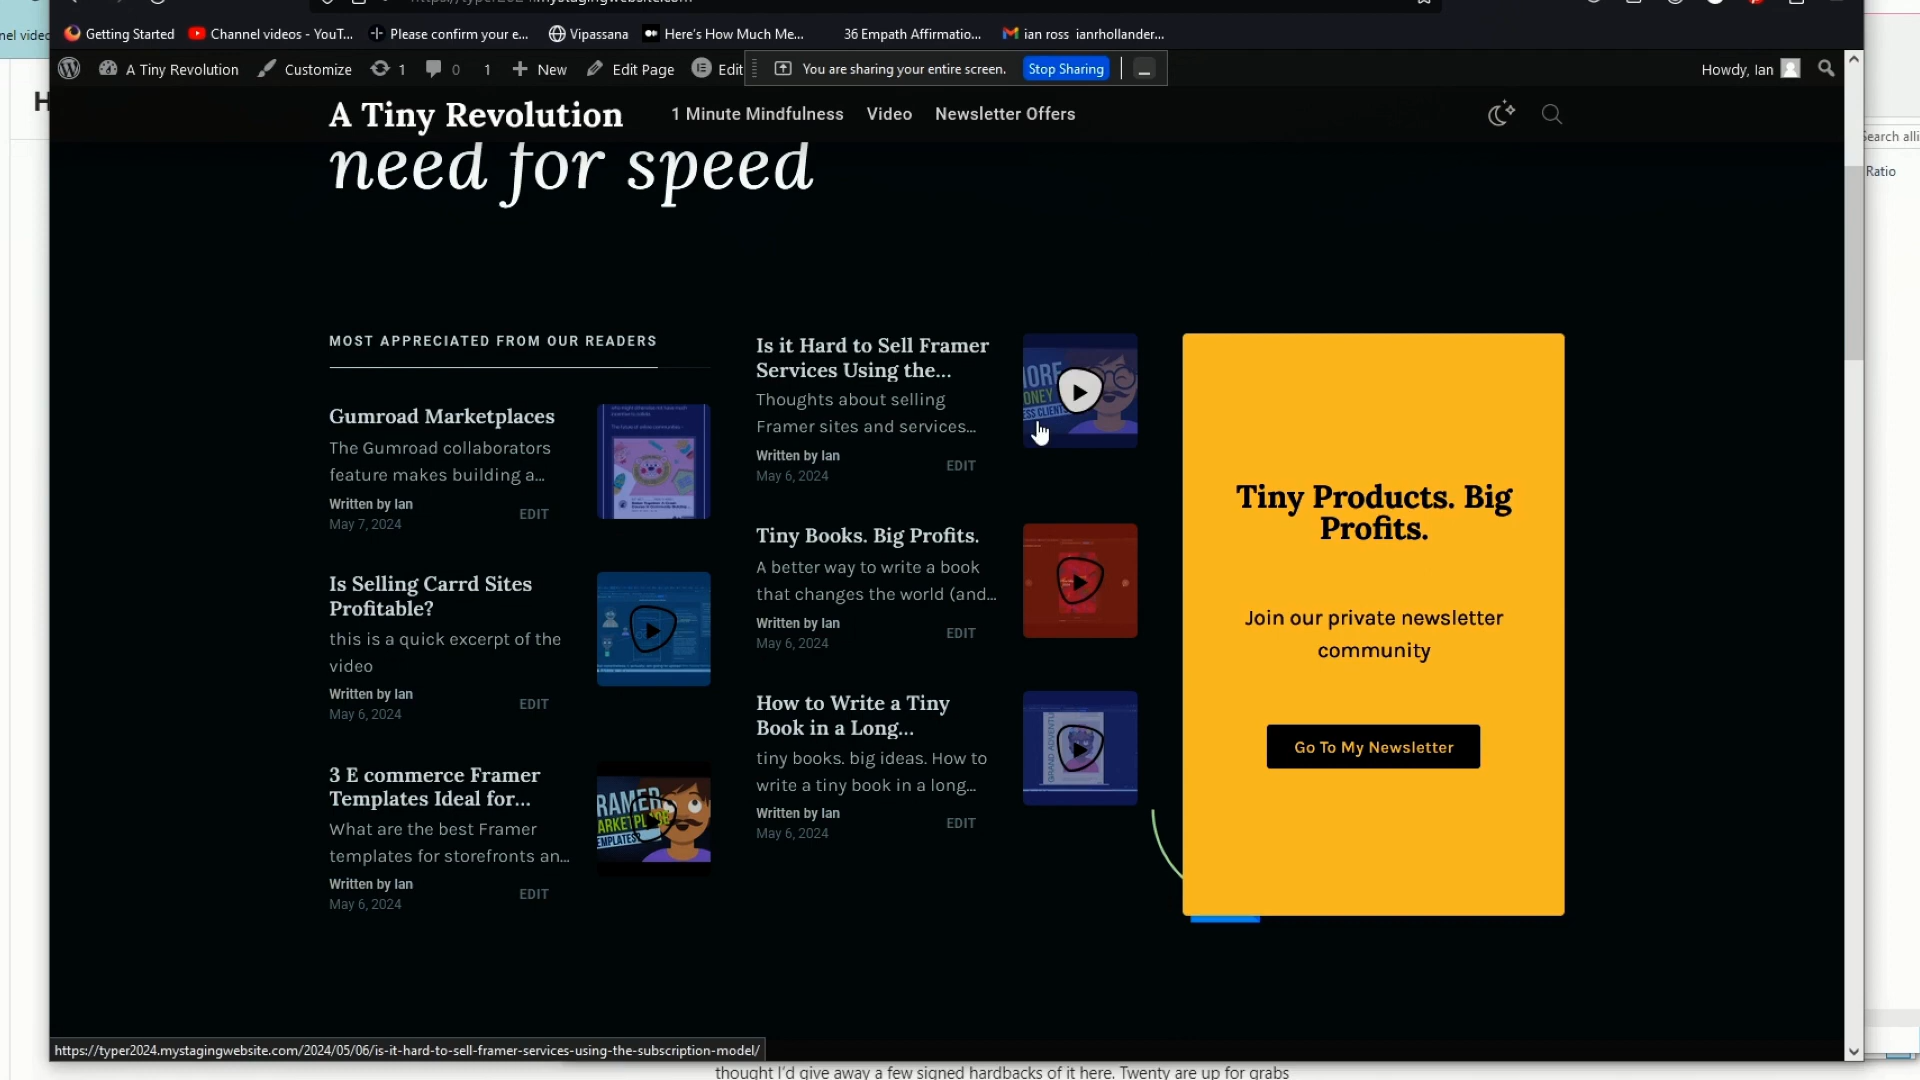 Getting Started
Channel videos - YouT...
Please confirm your e...
Vipassana
Here's How Much Me...
36 Empath Affirmatio...
ian ross ianrhollander...
A Tiny Revolution
Customize
1
0
1
New
Edit Page
Edit
You are sharing your entire screen.
Stop Sharing
Howdy, Ian
A Tiny Revolution
1 Minute Mindfulness
Video
Newsletter Offers
need for speed
MOST APPRECIATED FROM OUR READERS
Gumroad Marketplaces
The Gumroad collaborators
feature makes building a...
Written by Ian
May 7, 2024
EDIT
Is Selling Carrd Sites
Profitable?
this is a quick excerpt of the
video
Written by Ian
May 6, 2024
EDIT
3 E commerce Framer
Templates Ideal for...
What are the best Framer
templates for storefronts an...
Written by Ian
May 6, 2024
EDIT
Is it Hard to Sell Framer
Services Using the...
Thoughts about selling
Framer sites and services...
Written by Ian
May 6, 2024
EDIT
Tiny Books. Big Profits.
A better way to write a book
that changes the world (and...
Written by Ian
May 6, 2024
EDIT
How to Write a Tiny
Book in a Long...
tiny books. big ideas. How to
write a tiny book in a long...
Written by Ian
May 6, 2024
EDIT
Tiny Products. Big
Profits.
Join our private newsletter
community
Go To My Newsletter
Ratio
https://typer2024.mystagingwebsite.com/2024/05/06/is-it-hard-to-sell-framer-services-using-the-subscription-model/
thought I'd give away a few signed hardbacks of it here. Twenty are up for grabs